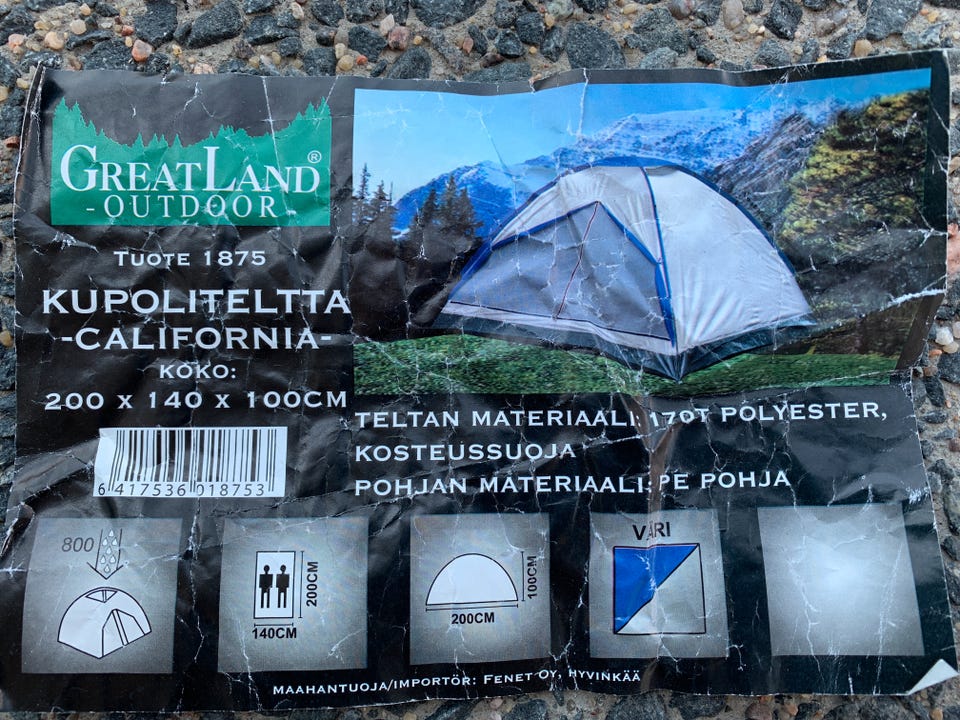 GREATLAND®
- OUTDOOR -
TUOTE 1875
KUPOLITELTTA
-CALIFORNIA-
KOKO:
200 X 140 X 100CM
6 417536 018753
TELTAN MATERIAALI: 170T POLYESTER,
KOSTEUSSUOJA
POHJAN MATERIAALI: PE POHJA
800
200CM
140CM
100CM
200CM
VÄRI
MAAHANTUOJA/IMPORTÖR: FENET OY, HYVINKÄÄ